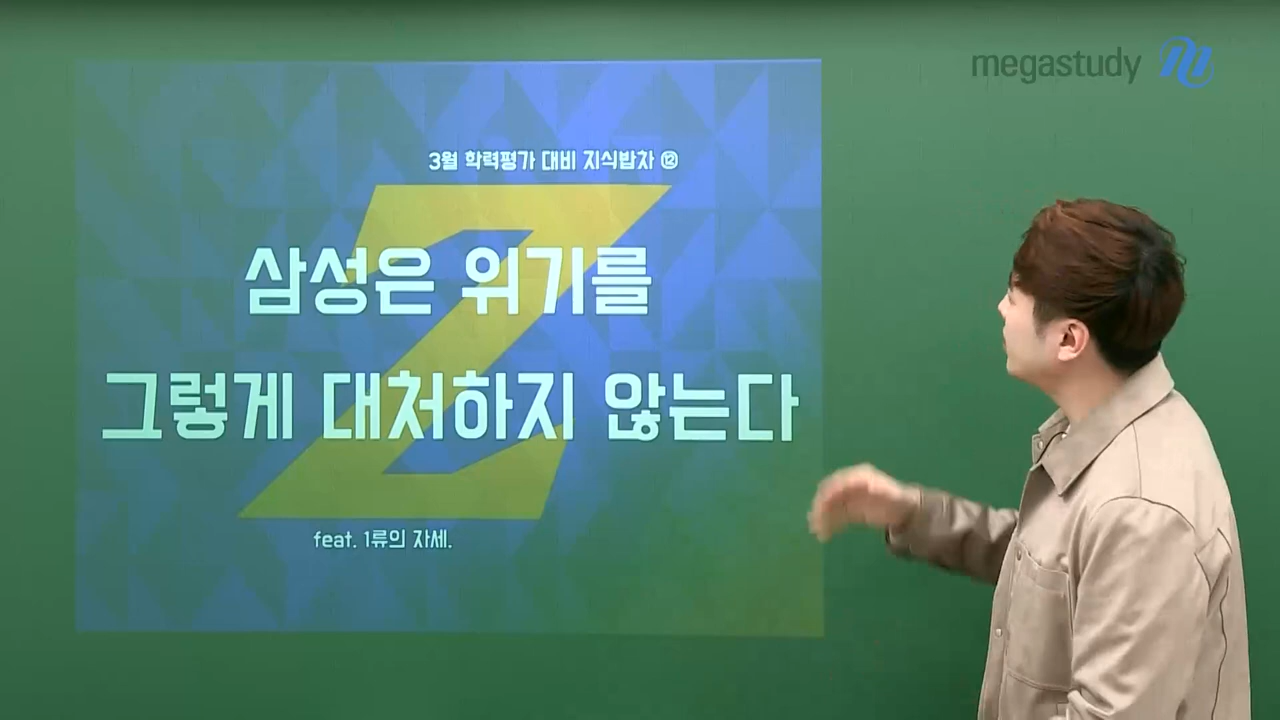 megastudy
3월 학력평가 대비 지식밥차 ⑫
Z
삼성은 위기를
그렇게 대처하지 않는다
feat. 1류의 자세.